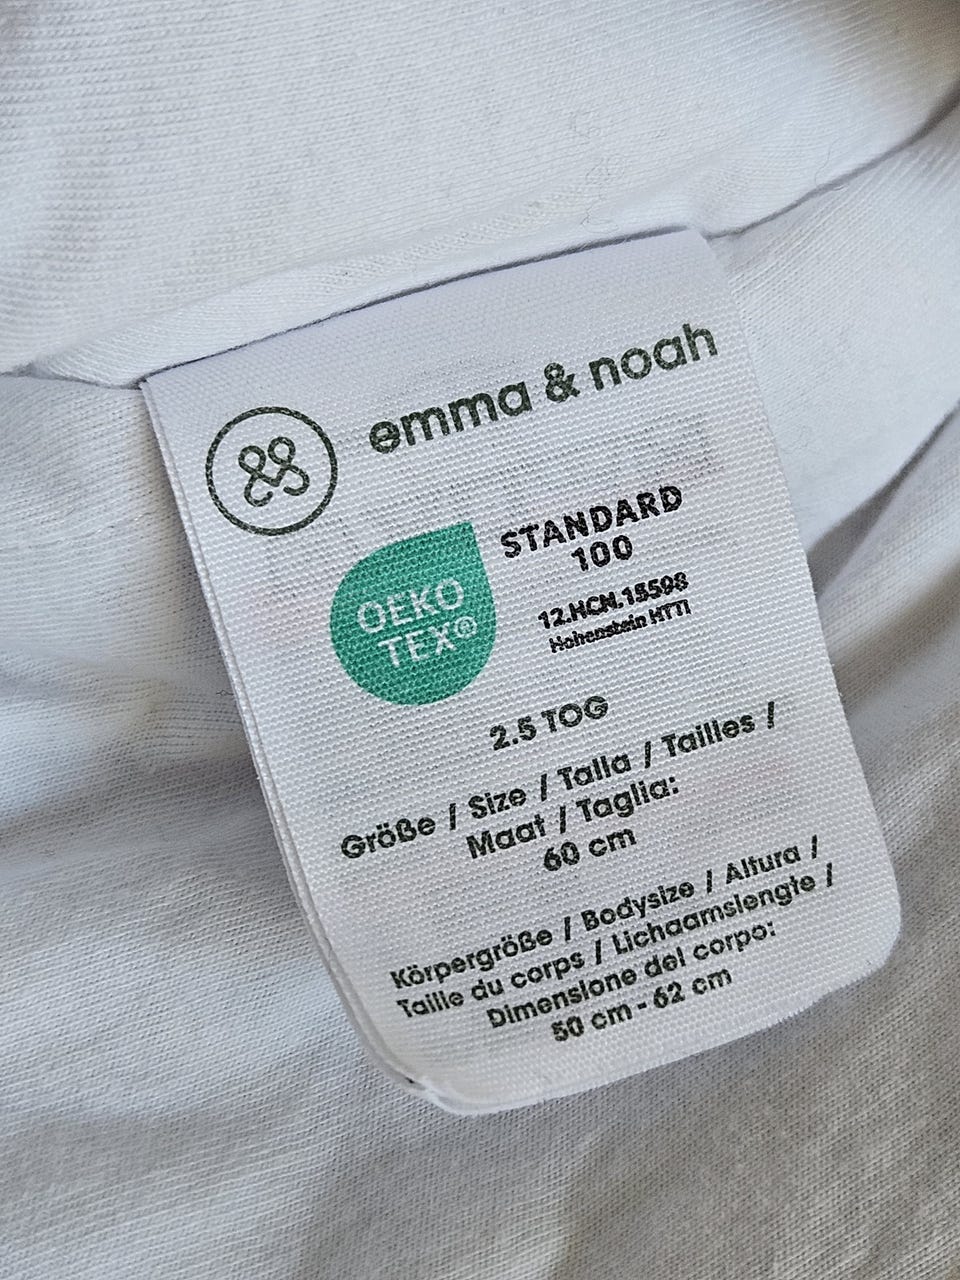 emma & noah
OEKO
TEX®
STANDARD
100
12.HCN.15598
Hohenstein HTTI
2.5 TOG
Größe / Size / Talla / Tailles /
Maat / Taglia:
60 cm
Körpergröße / Bodysize / Altura /
Taille du corps / Lichaamslengte /
Dimensione del corpo:
50 cm - 62 cm